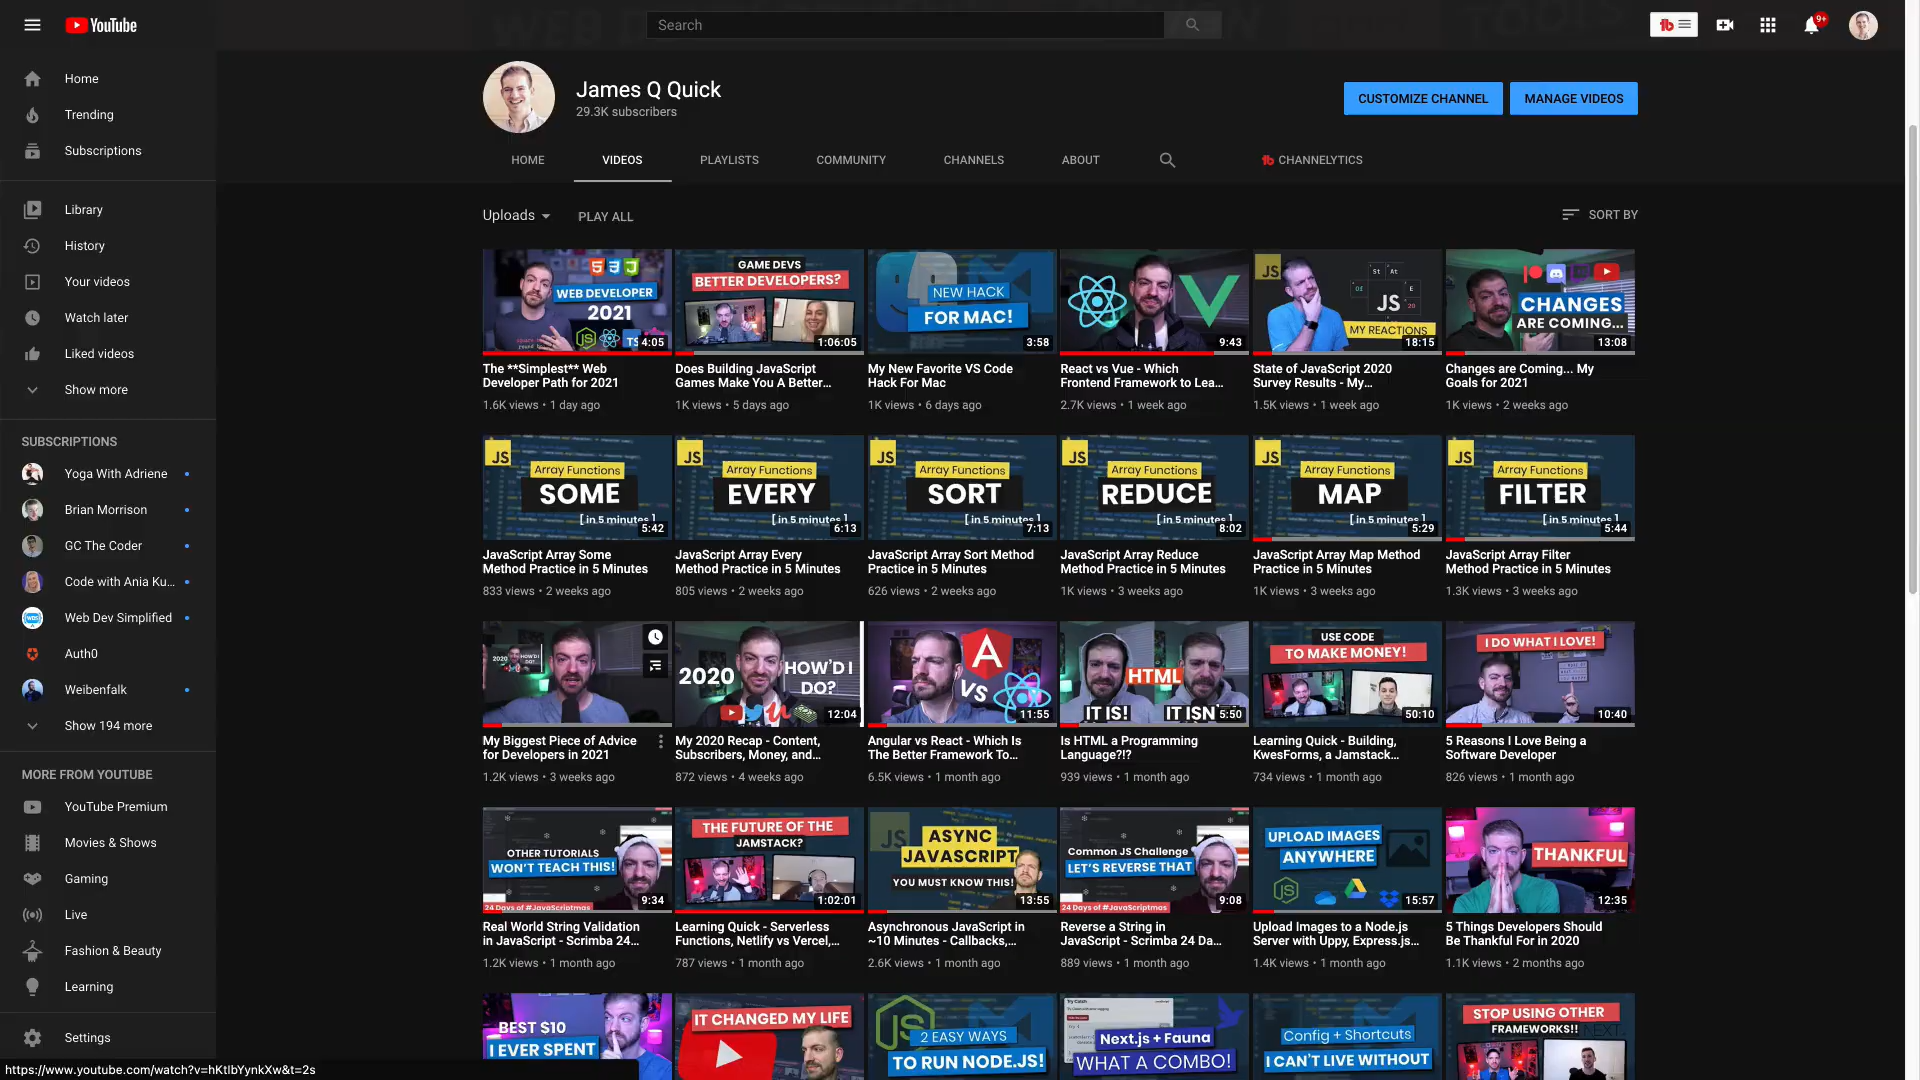 YouTube
Search
9+
Home
Trending
Subscriptions
Library
History
Your videos
Watch later
Liked videos
Show more
SUBSCRIPTIONS
Yoga With Adriene
Brian Morrison
GC The Coder
Code with Ania Ku...
Web Dev Simplified
Auth0
Weibenfalk
Show 194 more
MORE FROM YOUTUBE
YouTube Premium
Movies & Shows
Gaming
Live
Fashion & Beauty
Learning
Settings
James Q Quick
29.3K subscribers
CUSTOMIZE CHANNEL
MANAGE VIDEOS
HOME
VIDEOS
PLAYLISTS
COMMUNITY
CHANNELS
ABOUT
CHANNELYTICS
Uploads
PLAY ALL
SORT BY
WEB DEVELOPER
2021
TS
4:05
The **Simplest** Web
Developer Path for 2021
1.6K views • 1 day ago
GAME DEVS
BETTER DEVELOPERS?
1:06:05
Does Building JavaScript
Games Make You A Better...
1K views • 5 days ago
NEW HACK
FOR MAC!
3:58
My New Favorite VS Code
Hack For Mac
1K views • 6 days ago
9:43
React vs Vue - Which
Frontend Framework to Lea...
2.7K views • 1 week ago
JS
St At
E
JS
MY REACTIONS
18:15
State of JavaScript 2020
Survey Results - My...
1.5K views • 1 week ago
CHANGES
ARE COMING...
13:08
Changes are Coming... My
Goals for 2021
1K views • 2 weeks ago
JS
Array Functions
SOME
[ in 5 minutes ]
5:42
JavaScript Array Some
Method Practice in 5 Minutes
833 views • 2 weeks ago
JS
Array Functions
EVERY
[ in 5 minutes ]
6:13
JavaScript Array Every
Method Practice in 5 Minutes
805 views • 2 weeks ago
JS
Array Functions
SORT
[ in 5 minutes ]
7:13
JavaScript Array Sort Method
Practice in 5 Minutes
626 views • 2 weeks ago
JS
Array Functions
REDUCE
[ in 5 minutes ]
8:02
JavaScript Array Reduce
Method Practice in 5 Minutes
1K views • 3 weeks ago
JS
Array Functions
MAP
[ in 5 minutes ]
5:29
JavaScript Array Map Method
Practice in 5 Minutes
1K views • 3 weeks ago
JS
Array Functions
FILTER
[ in 5 minutes ]
5:44
JavaScript Array Filter
Method Practice in 5 Minutes
1.3K views • 3 weeks ago
2020
HOW'D I
DO?
My Biggest Piece of Advice
for Developers in 2021
1.2K views • 3 weeks ago
2020
HOW'D I
DO?
12:04
My 2020 Recap - Content,
Subscribers, Money, and...
872 views • 4 weeks ago
VS
11:55
Angular vs React - Which Is
The Better Framework To...
6.5K views • 1 month ago
HTML
IT IS!
IT ISN'
5:50
Is HTML a Programming
Language?!?
939 views • 1 month ago
USE CODE
TO MAKE MONEY!
50:10
Learning Quick - Building,
KwesForms, a Jamstack...
734 views • 1 month ago
I DO WHAT I LOVE!
10:40
5 Reasons I Love Being a
Software Developer
826 views • 1 month ago
OTHER TUTORIALS
WON'T TEACH THIS!
24 Days of #JavaScriptmas
9:34
Real World String Validation
in JavaScript - Scrimba 24...
1.2K views • 1 month ago
THE FUTURE OF THE
JAMSTACK?
1:02:01
Learning Quick - Serverless
Functions, Netlify vs Vercel,...
787 views • 1 month ago
JS
ASYNC
JAVASCRIPT
YOU MUST KNOW THIS!
13:55
Asynchronous JavaScript in
~10 Minutes - Callbacks,...
2.6K views • 1 month ago
Common JS Challenge
LET'S REVERSE THAT
24 Days of #JavaScriptmas
9:08
Reverse a String in
JavaScript - Scrimba 24 Da...
889 views • 1 month ago
UPLOAD IMAGES
ANYWHERE
15:57
Upload Images to a Node.js
Server with Uppy, Express.js...
1.4K views • 1 month ago
THANKFUL
12:35
5 Things Developers Should
Be Thankful For in 2020
1.1K views • 2 months ago
BEST $10
I EVER SPENT
IT CHANGED MY LIFE
2 EASY WAYS
TO RUN NODE.JS!
Try Catch
Next.js + Fauna
WHAT A COMBO!
Config + Shortcuts
I CAN'T LIVE WITHOUT
STOP USING OTHER
FRAMEWORKS!!
https://www.youtube.com/watch?v=hKtlbYynkXw&t=2s